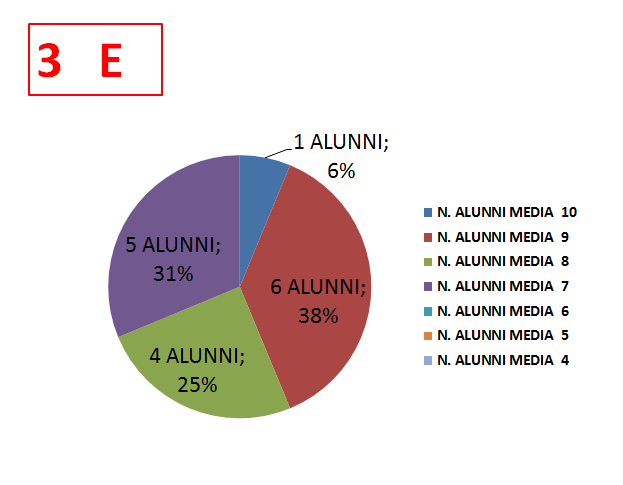 3 E
1 ALUNNI;
6%
5 ALUNNI;
31%
6 ALUNNI;
38%
4 ALUNNI;
25%
N. ALUNNI MEDIA 10
N. ALUNNI MEDIA 9
N. ALUNNI MEDIA 8
N. ALUNNI MEDIA 7
N. ALUNNI MEDIA 6
N. ALUNNI MEDIA 5
N. ALUNNI MEDIA 4